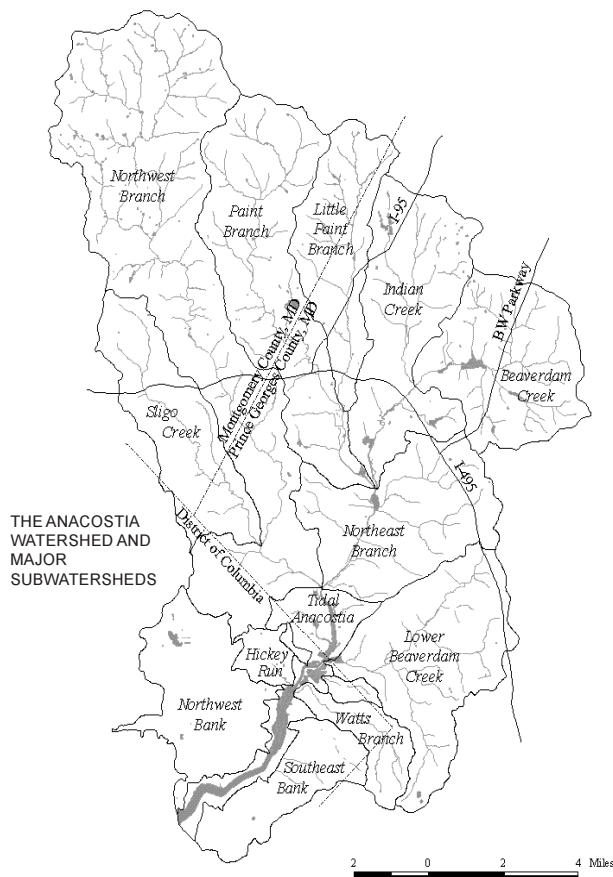 Northwest
Branch
Paint
Branch
Little
Paint
Branch
I-95
Indian
Creek
BW Parkway
Beaverdam
Creek
Montgomery County, MD
Prince Georges County, MD
Sligo
Creek
I-495
THE ANACOSTIA
WATERSHED AND
MAJOR
SUBWATERSHEDS
District of Columbia
Northeast
Branch
Tidal
Anacostia
Hickey
Run
Lower
Beaverdam
Creek
Northwest
Bank
Watts
Branch
Southeast
Bank
2 0 2 4 Miles